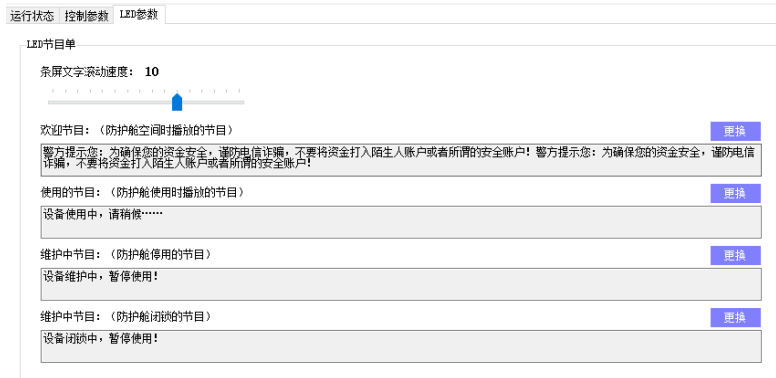 运行状态 控制参数 LED参数
LED节目单
条屏文字滚动速度： 10
欢迎节目：（防护舱空间时播放的节目） 更换
警方提示您：为确保您的资金安全，谨防电信诈骗，不要将资金打入陌生人账户或者所谓的安全账户！警方提示您：为确保您的资金安全，谨防电信
诈骗，不要将资金打入陌生人账户或者所谓的安全账户！
使用的节目：（防护舱使用时播放的节目） 更换
设备使用中，请稍候……
维护中节目：（防护舱停用的节目） 更换
设备维护中，暂停使用！
维护中节目：（防护舱闭锁的节目） 更换
设备闭锁中，暂停使用！